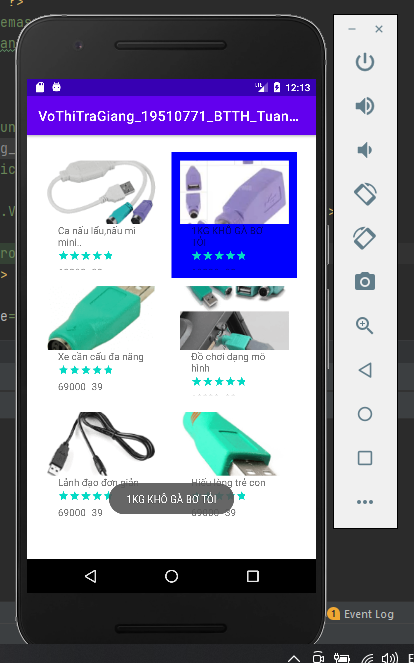 12:13
VoThiTraGiang_19510771_BTTH_Tuan...
Ca nấu lẩu,nấu mì
mini..
1KG KHÔ GÀ BƠ
TỎI
Xe cần cẩu đa năng
69000 39
Đồ chơi dạng mô
hình
Lãnh đạo đơn giản
69000 39
Hiểu lòng trẻ con
69000 39
1KG KHÔ GÀ BƠ TỎI
1 Event Log